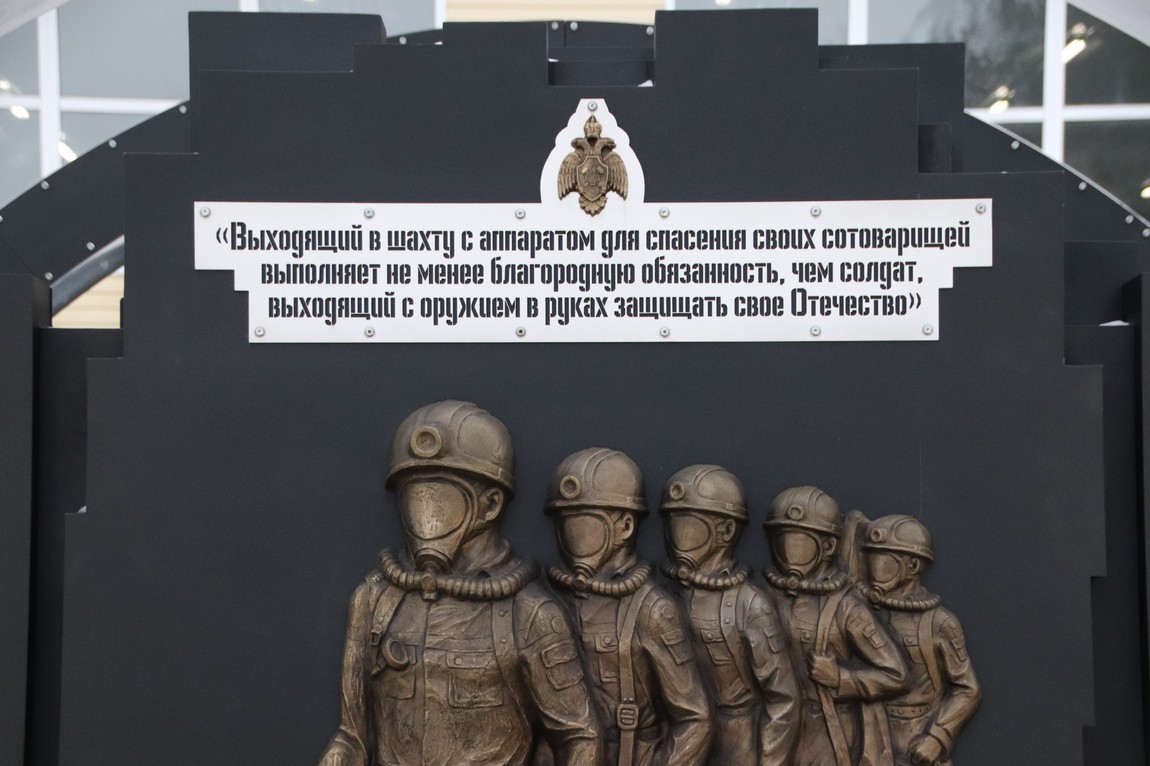 «Выходящий в шахту с аппаратом для спасения своих сотоварищей
выполняет не менее благородную обязанность, чем солдат,
выходящий с оружием в руках защищать свое Отечество»